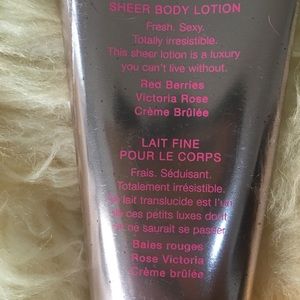 SHEER BODY LOTION
Fresh. Sexy.
Totally irresistible.
This sheer lotion is a luxury
you can't live without.
Red Berries
Victoria Rose
Crème Brûlée
LAIT FINE
POUR LE CORPS
Frais. Séduisant.
Totalement irrésistible.
lait translucide est l'un
de ces petits luxes dont
ne saurait se passer.
Baies rouges
Rose Victoria
Crème brûlée